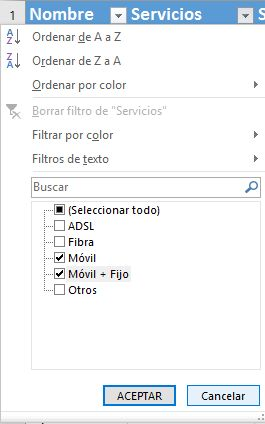 1 Nombre Servicios S
Ordenar de A a Z
Ordenar de Z a A
Ordenar por color
Borrar filtro de "Servicios"
Filtrar por color
Filtros de texto
Buscar
(Seleccionar todo)
ADSL
Fibra
Móvil
Móvil + Fijo
Otros
ACEPTAR Cancelar